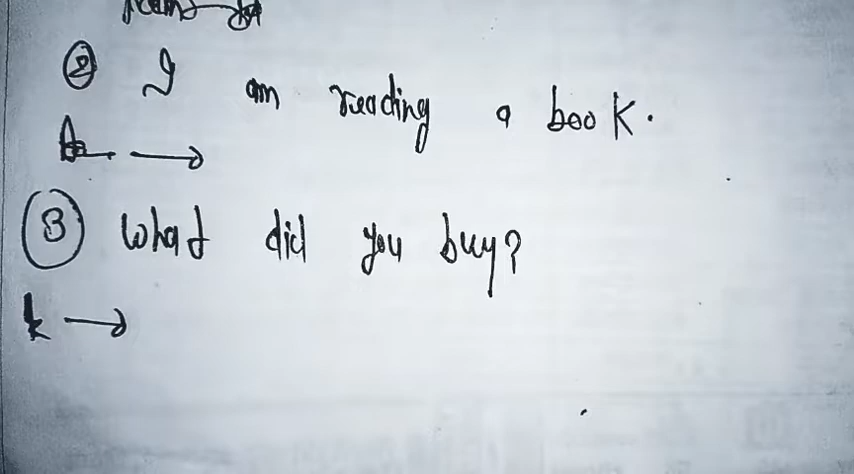 ② I am reading a book.
→
③ What did you buy?
k →